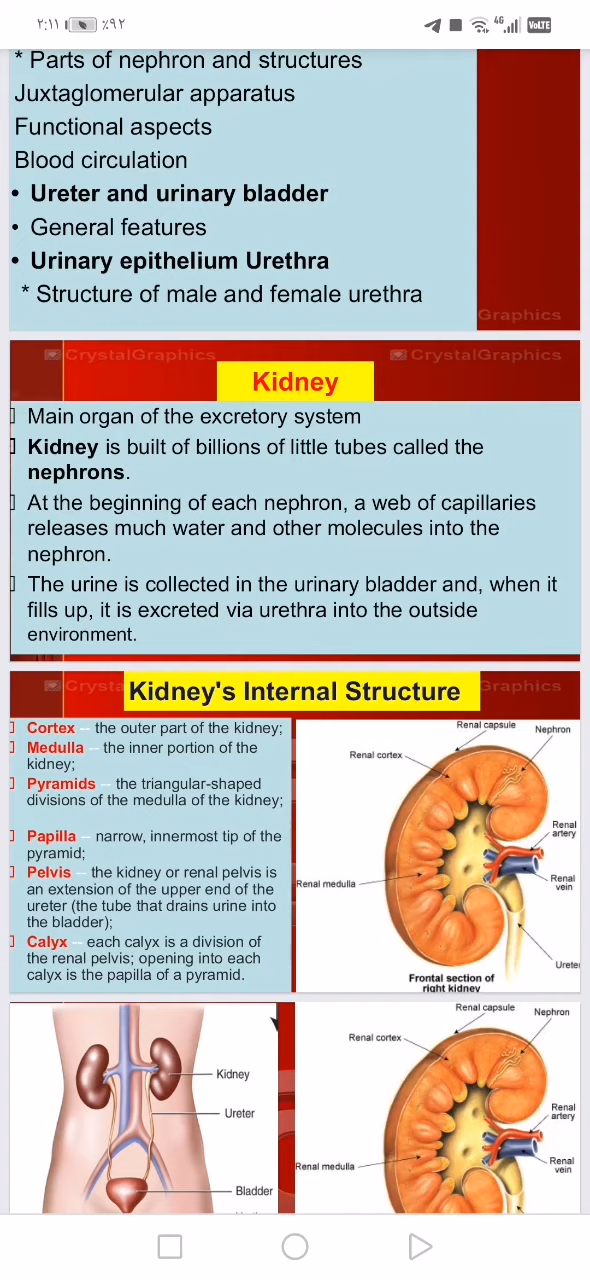 ۲:۱۱
٪۹۲
4G
VoLTE
* Parts of nephron and structures
Juxtaglomerular apparatus
Functional aspects
Blood circulation
• Ureter and urinary bladder
• General features
• Urinary epithelium Urethra
* Structure of male and female urethra
Graphics
CrystalGraphics
CrystalGraphics
Kidney
Main organ of the excretory system
Kidney is built of billions of little tubes called the
nephrons.
At the beginning of each nephron, a web of capillaries
releases much water and other molecules into the
nephron.
The urine is collected in the urinary bladder and, when it
fills up, it is excreted via urethra into the outside
environment.
Crysta
Kidney's Internal Structure
Graphics
Cortex -- the outer part of the kidney;
Medulla -- the inner portion of the
kidney;
Pyramids -- the triangular-shaped
divisions of the medulla of the kidney;
Papilla -- narrow, innermost tip of the
pyramid;
Pelvis -- the kidney or renal pelvis is
an extension of the upper end of the
ureter (the tube that drains urine into
the bladder);
Calyx -- each calyx is a division of
the renal pelvis; opening into each
calyx is the papilla of a pyramid.
Renal capsule
Nephron
Renal cortex
Renal
artery
Renal
vein
Renal medulla
Ureter
Frontal section of
right kidney
Kidney
Ureter
Bladder
Renal capsule
Nephron
Renal cortex
Renal
artery
Renal
vein
Renal medulla